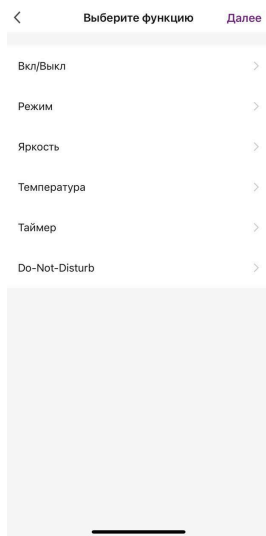 Выберите функцию Далее
Вкл/Выкл
Режим
Яркость
Температура
Таймер
Do-Not-Disturb